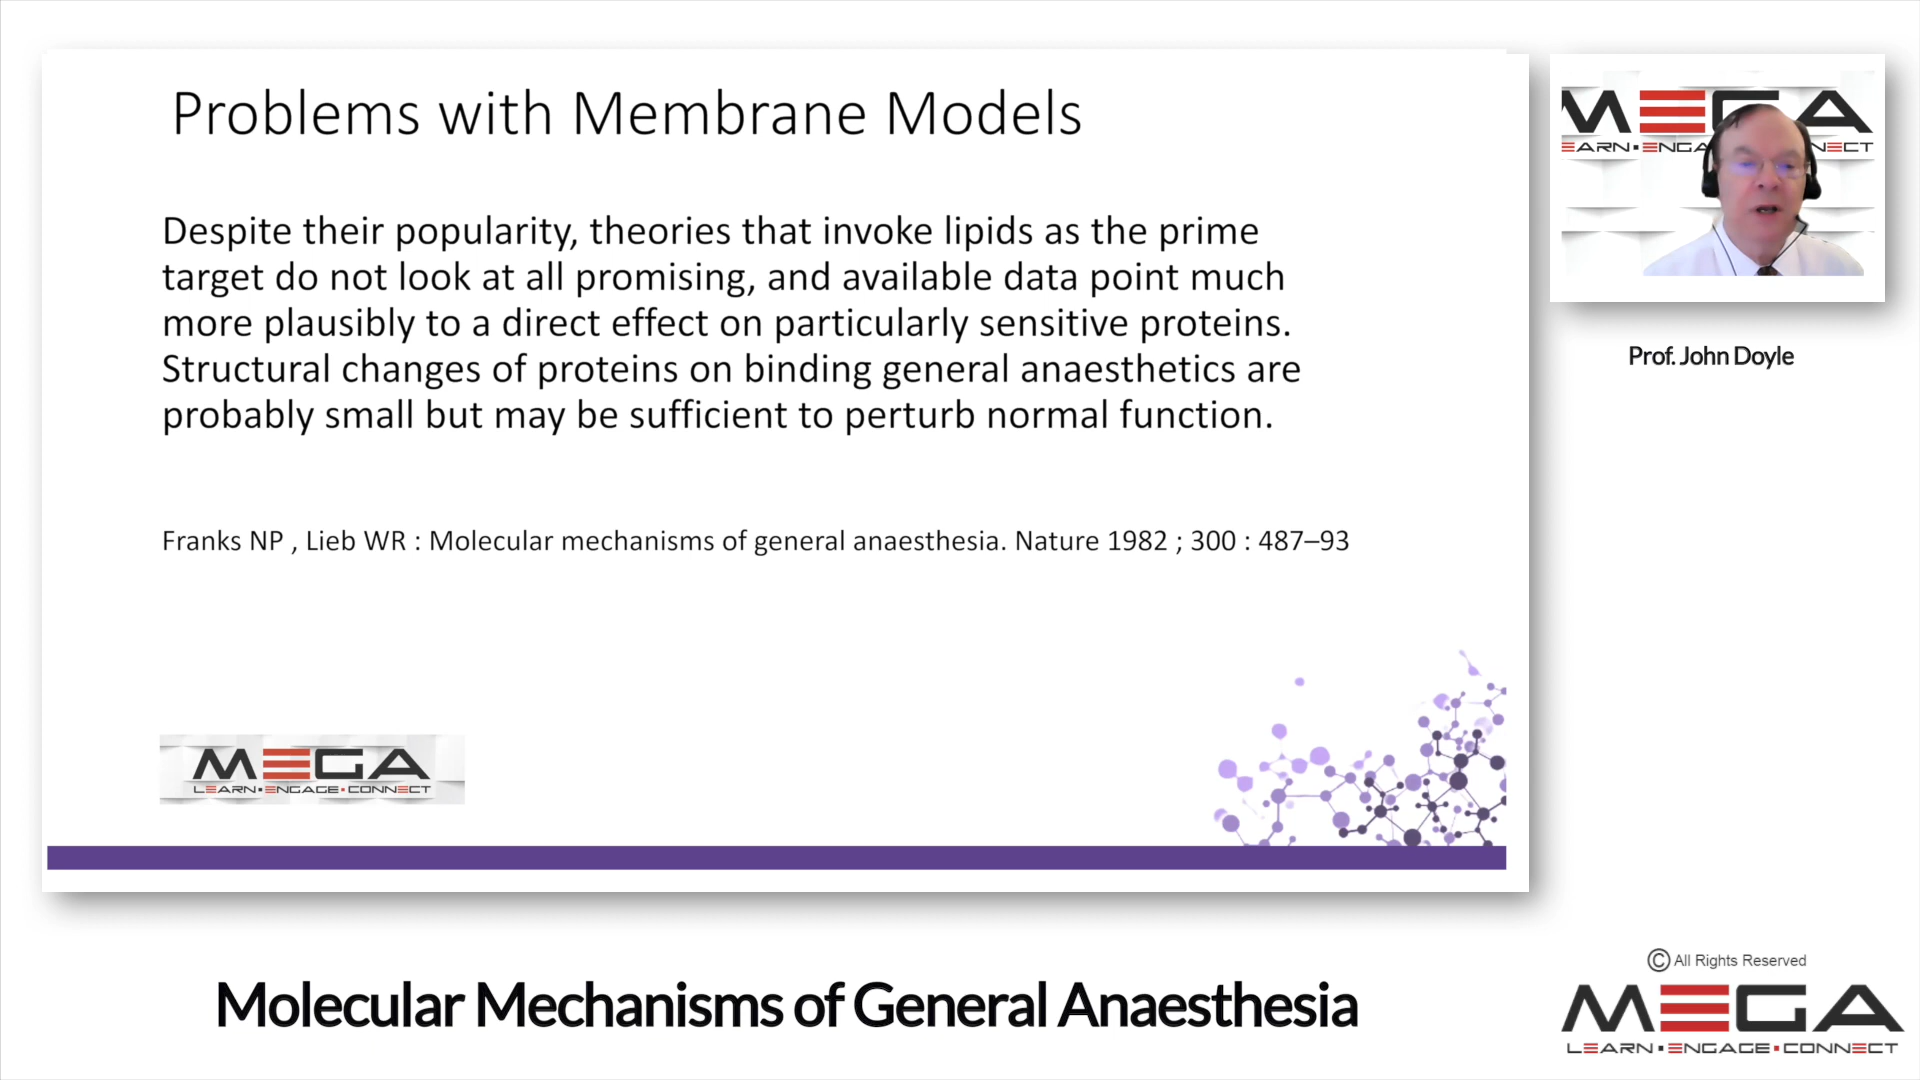 Problems with Membrane Models
Despite their popularity, theories that invoke lipids as the prime
target do not look at all promising, and available data point much
more plausibly to a direct effect on particularly sensitive proteins.
Structural changes of proteins on binding general anaesthetics are
probably small but may be sufficient to perturb normal function.
Franks NP , Lieb WR : Molecular mechanisms of general anaesthesia. Nature 1982 ; 300 : 487–93
MEGA
LEARN▪ENGAGE▪CONNECT
MEGA
EARN▪ENGA NECT
Prof. John Doyle
Molecular Mechanisms of General Anaesthesia
© All Rights Reserved
MEGA
LEARN▪ENGAGE▪CONNECT